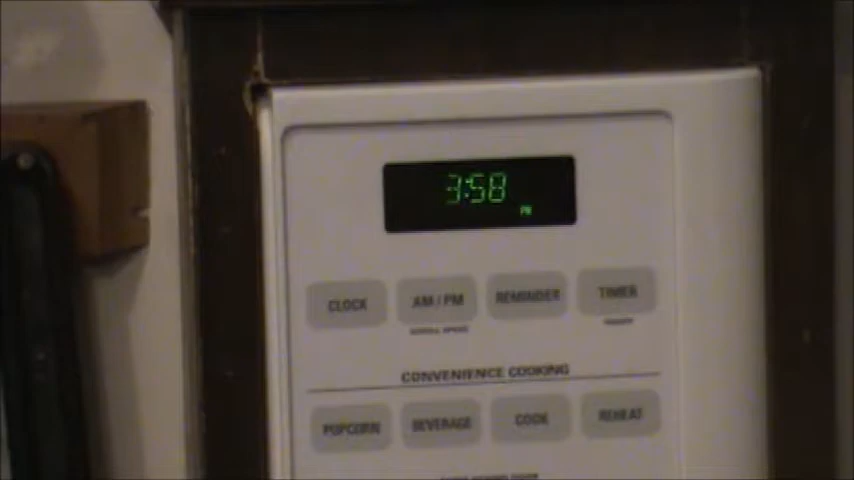 3:58
PM
CLOCK AM/PM REMINDER TIMER
CONVENIENCE COOKING
POPCORN BEVERAGE COOK REHEAT